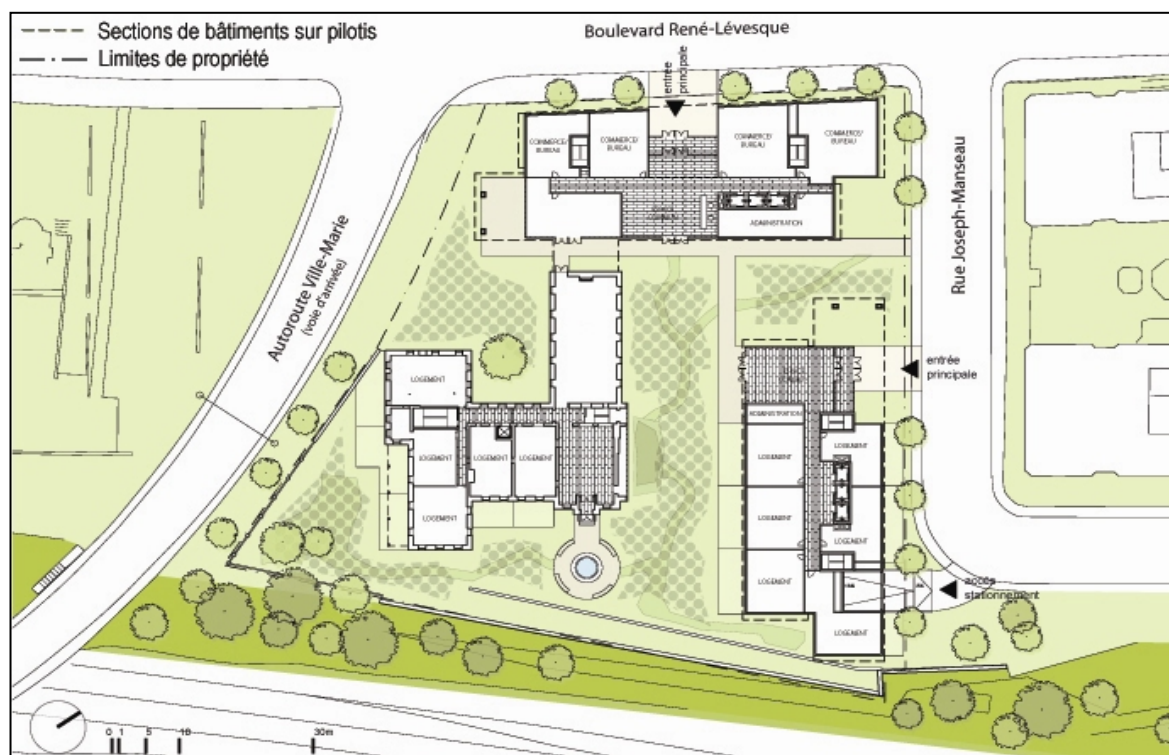 Sections de bâtiments sur pilotis
Limites de propriété
Boulevard René-Lévesque
entrée
principale
COMMERCE/
BUREAU
COMMERCE/
BUREAU
COMMERCE/
BUREAU
COMMERCE/
BUREAU
ADMINISTRATION
Autoroute Ville-Marie
(voie d'arrivée)
Rue Joseph-Manseau
entrée
principale
LOGEMENT
LOGEMENT
LOGEMENT
LOGEMENT
LOGEMENT
ADMINISTRATION
LOGEMENT
LOGEMENT
LOGEMENT
LOGEMENT
LOGEMENT
LOGEMENT
accès
stationnement
0 1 5 10 30m